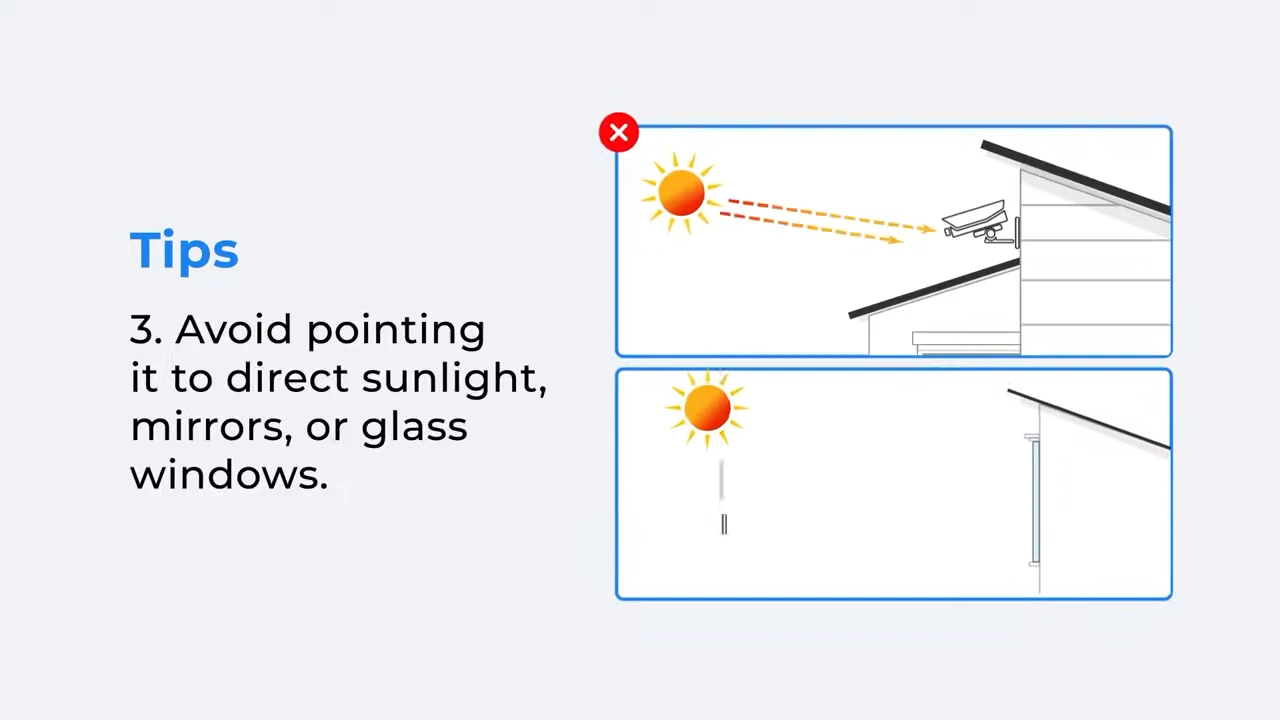 Tips
3. Avoid pointing
it to direct sunlight,
mirrors, or glass
windows.